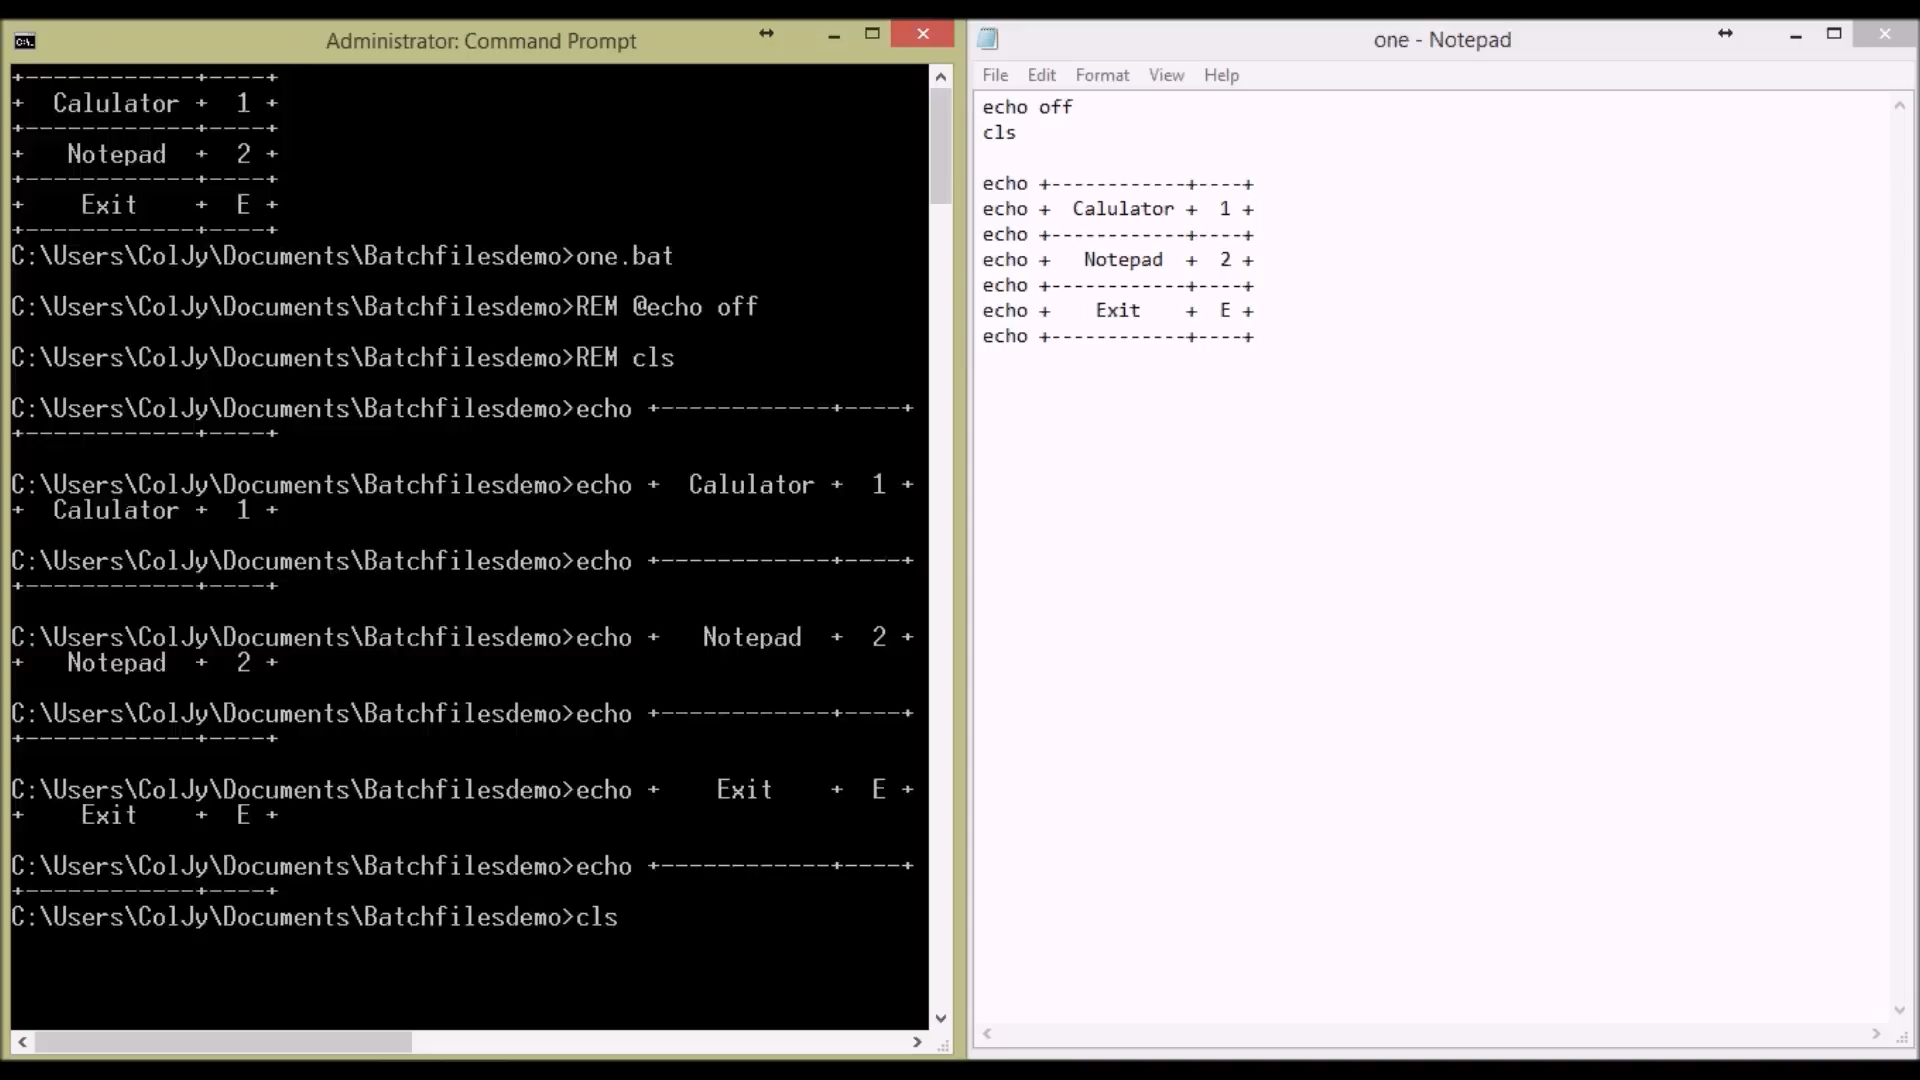 Administrator: Command Prompt
+------------+----+
+  Calulator +  1 +
+------------+----+
+   Notepad  +  2 +
+------------+----+
+    Exit    +  E +
+------------+----+
C:\Users\ColJy\Documents\Batchfilesdemo>one.bat
C:\Users\ColJy\Documents\Batchfilesdemo>REM @echo off
C:\Users\ColJy\Documents\Batchfilesdemo>REM cls
C:\Users\ColJy\Documents\Batchfilesdemo>echo +------------+----+
+------------+----+
C:\Users\ColJy\Documents\Batchfilesdemo>echo +  Calulator +  1 +
+  Calulator +  1 +
C:\Users\ColJy\Documents\Batchfilesdemo>echo +------------+----+
+------------+----+
C:\Users\ColJy\Documents\Batchfilesdemo>echo +   Notepad  +  2 +
+   Notepad  +  2 +
C:\Users\ColJy\Documents\Batchfilesdemo>echo +------------+----+
+------------+----+
C:\Users\ColJy\Documents\Batchfilesdemo>echo +    Exit    +  E +
+    Exit    +  E +
C:\Users\ColJy\Documents\Batchfilesdemo>echo +------------+----+
+------------+----+
C:\Users\ColJy\Documents\Batchfilesdemo>cls
one - Notepad
File Edit Format View Help
echo off
cls
echo +------------+----+
echo +  Calulator +  1 +
echo +------------+----+
echo +   Notepad  +  2 +
echo +------------+----+
echo +    Exit    +  E +
echo +------------+----+